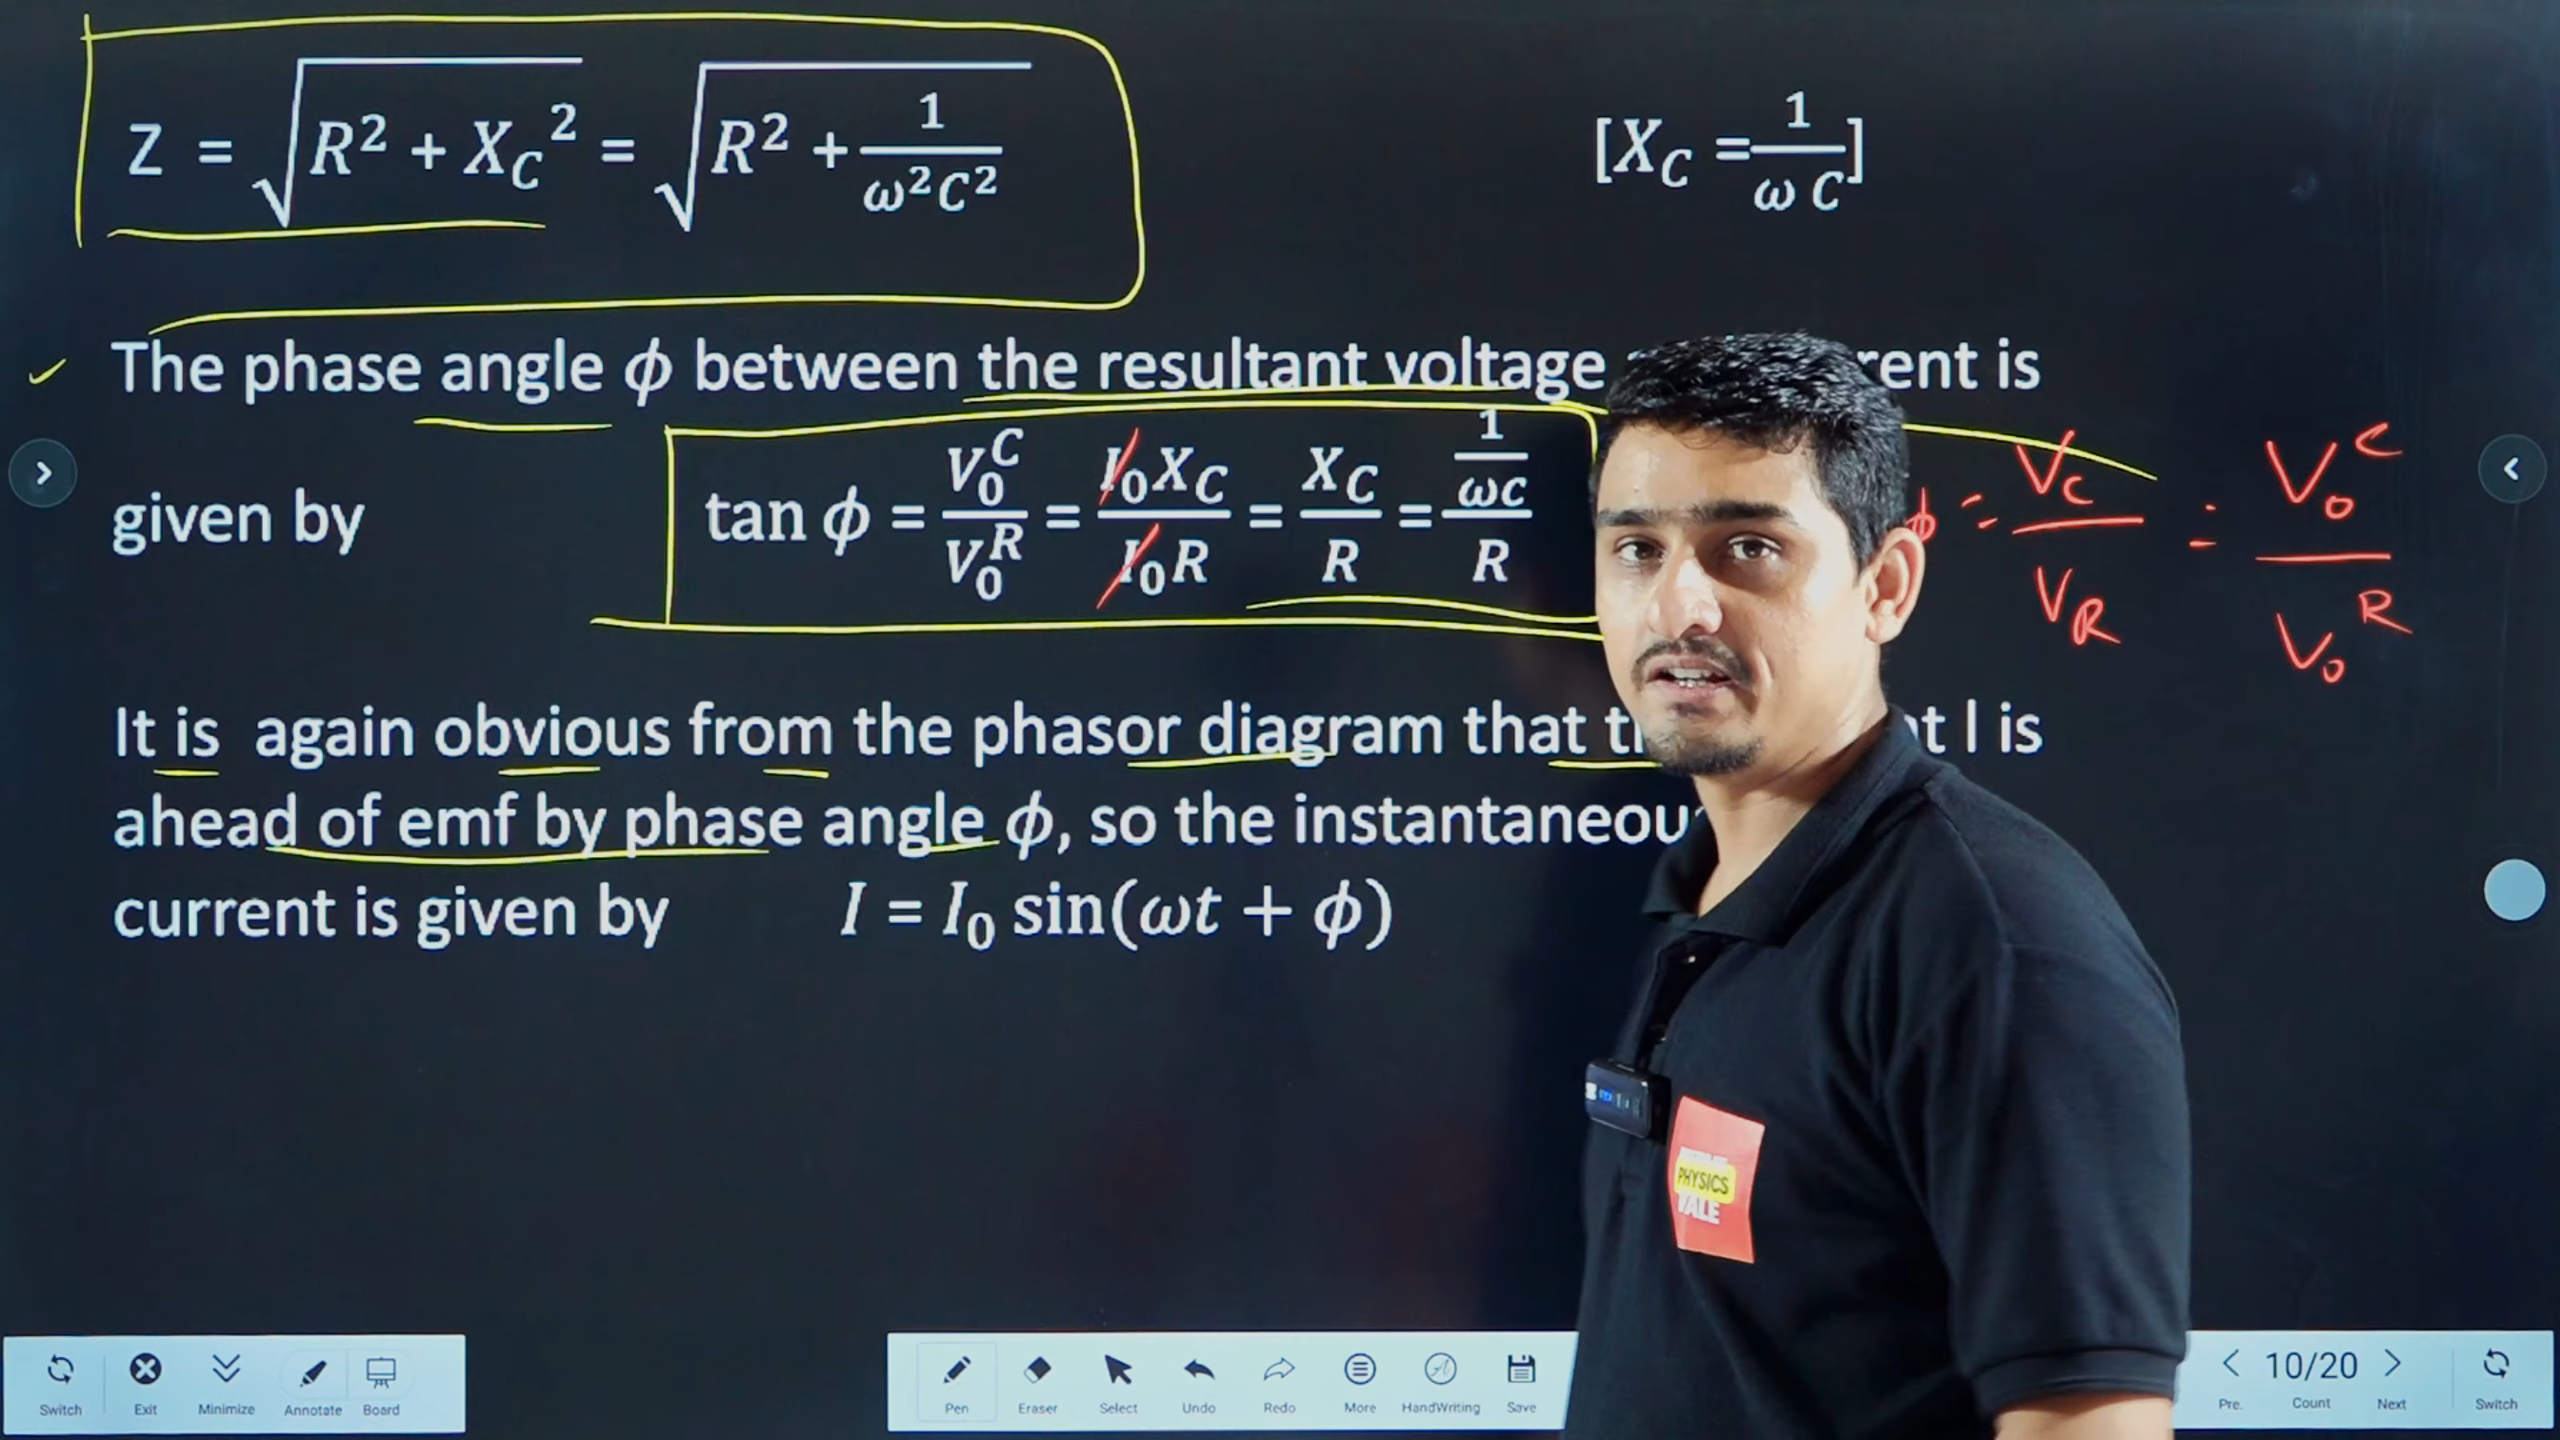 Z = √(R² + X_C²) = √(R² + 1/(ω²C²)) [X_C = 1/(ω C)]
The phase angle ϕ between the resultant voltage rent is
given by tan ϕ = V₀^C/V₀^R = I₀X_C/I₀R = X_C/R = (1/ωc)/R
ϕ = V_C/V_R = V₀^C/V₀^R
It is again obvious from the phasor diagram that t t I is
ahead of emf by phase angle ϕ, so the instantaneou
current is given by I = I₀ sin(ωt + ϕ)
PHYSICS
WALE
Switch Exit Minimize Annotate Board
Pen Eraser Select Undo Redo More HandWriting Save
10/20
Pre. Count Next Switch